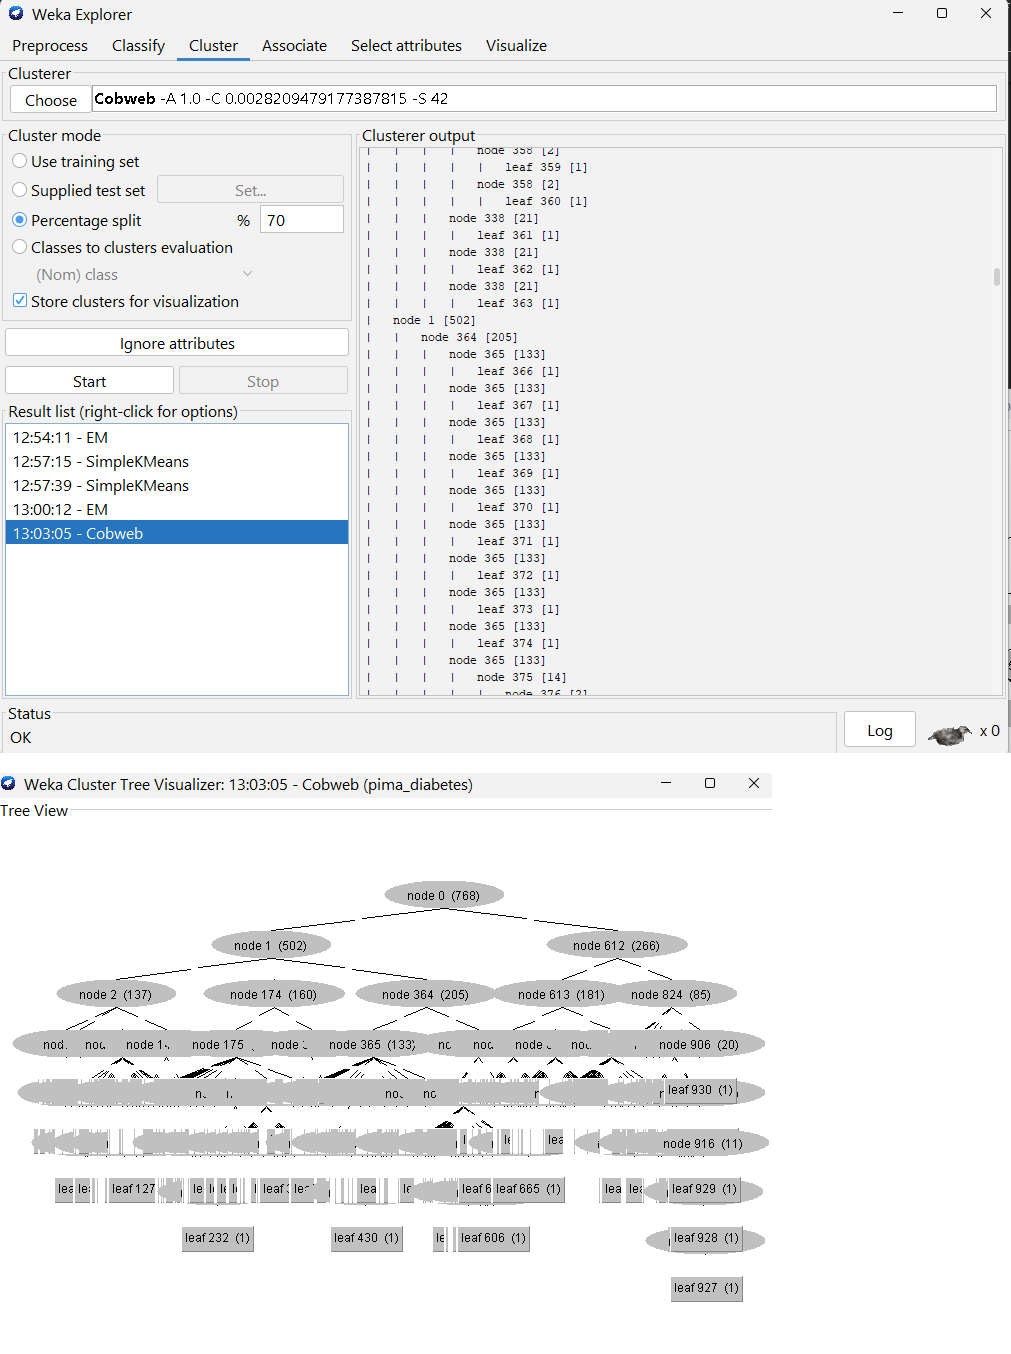 Weka Explorer
Preprocess Classify Cluster Associate Select attributes Visualize
Clusterer
Choose Cobweb -A 1.0 -C 0.0028209479177387815 -S 42
Cluster mode
Use training set
Supplied test set Set...
Percentage split % 70
Classes to clusters evaluation
(Nom) class
Store clusters for visualization
Ignore attributes
Start Stop
Result list (right-click for options)
12:54:11 - EM
12:57:15 - SimpleKMeans
12:57:39 - SimpleKMeans
13:00:12 - EM
13:03:05 - Cobweb
Clusterer output
| | | | node 358 [2]
| | | | | leaf 359 [1]
| | | | node 358 [2]
| | | | | leaf 360 [1]
| | | node 338 [21]
| | | | leaf 361 [1]
| | | node 338 [21]
| | | | leaf 362 [1]
| | | node 338 [21]
| | | | leaf 363 [1]
| node 1 [502]
| | node 364 [205]
| | | node 365 [133]
| | | | leaf 366 [1]
| | | node 365 [133]
| | | | leaf 367 [1]
| | | node 365 [133]
| | | | leaf 368 [1]
| | | node 365 [133]
| | | | leaf 369 [1]
| | | node 365 [133]
| | | | leaf 370 [1]
| | | node 365 [133]
| | | | leaf 371 [1]
| | | node 365 [133]
| | | | leaf 372 [1]
| | | node 365 [133]
| | | | leaf 373 [1]
| | | node 365 [133]
| | | | leaf 374 [1]
| | | node 365 [133]
| | | | node 375 [14]
| | | | | node 376 [2]
Status
OK
Log x 0
Weka Cluster Tree Visualizer: 13:03:05 - Cobweb (pima_diabetes)
Tree View
node 0 (768)
node 1 (502) node 612 (266)
node 2 (137) node 174 (160) node 364 (205) node 613 (181) node 824 (85)
node 175 node 365 (133) node 906 (20)
leaf 930 (1)
node 916 (11)
leaf 127 leaf 665 (1) leaf 929 (1)
leaf 232 (1) leaf 430 (1) leaf 606 (1) leaf 928 (1)
leaf 927 (1)